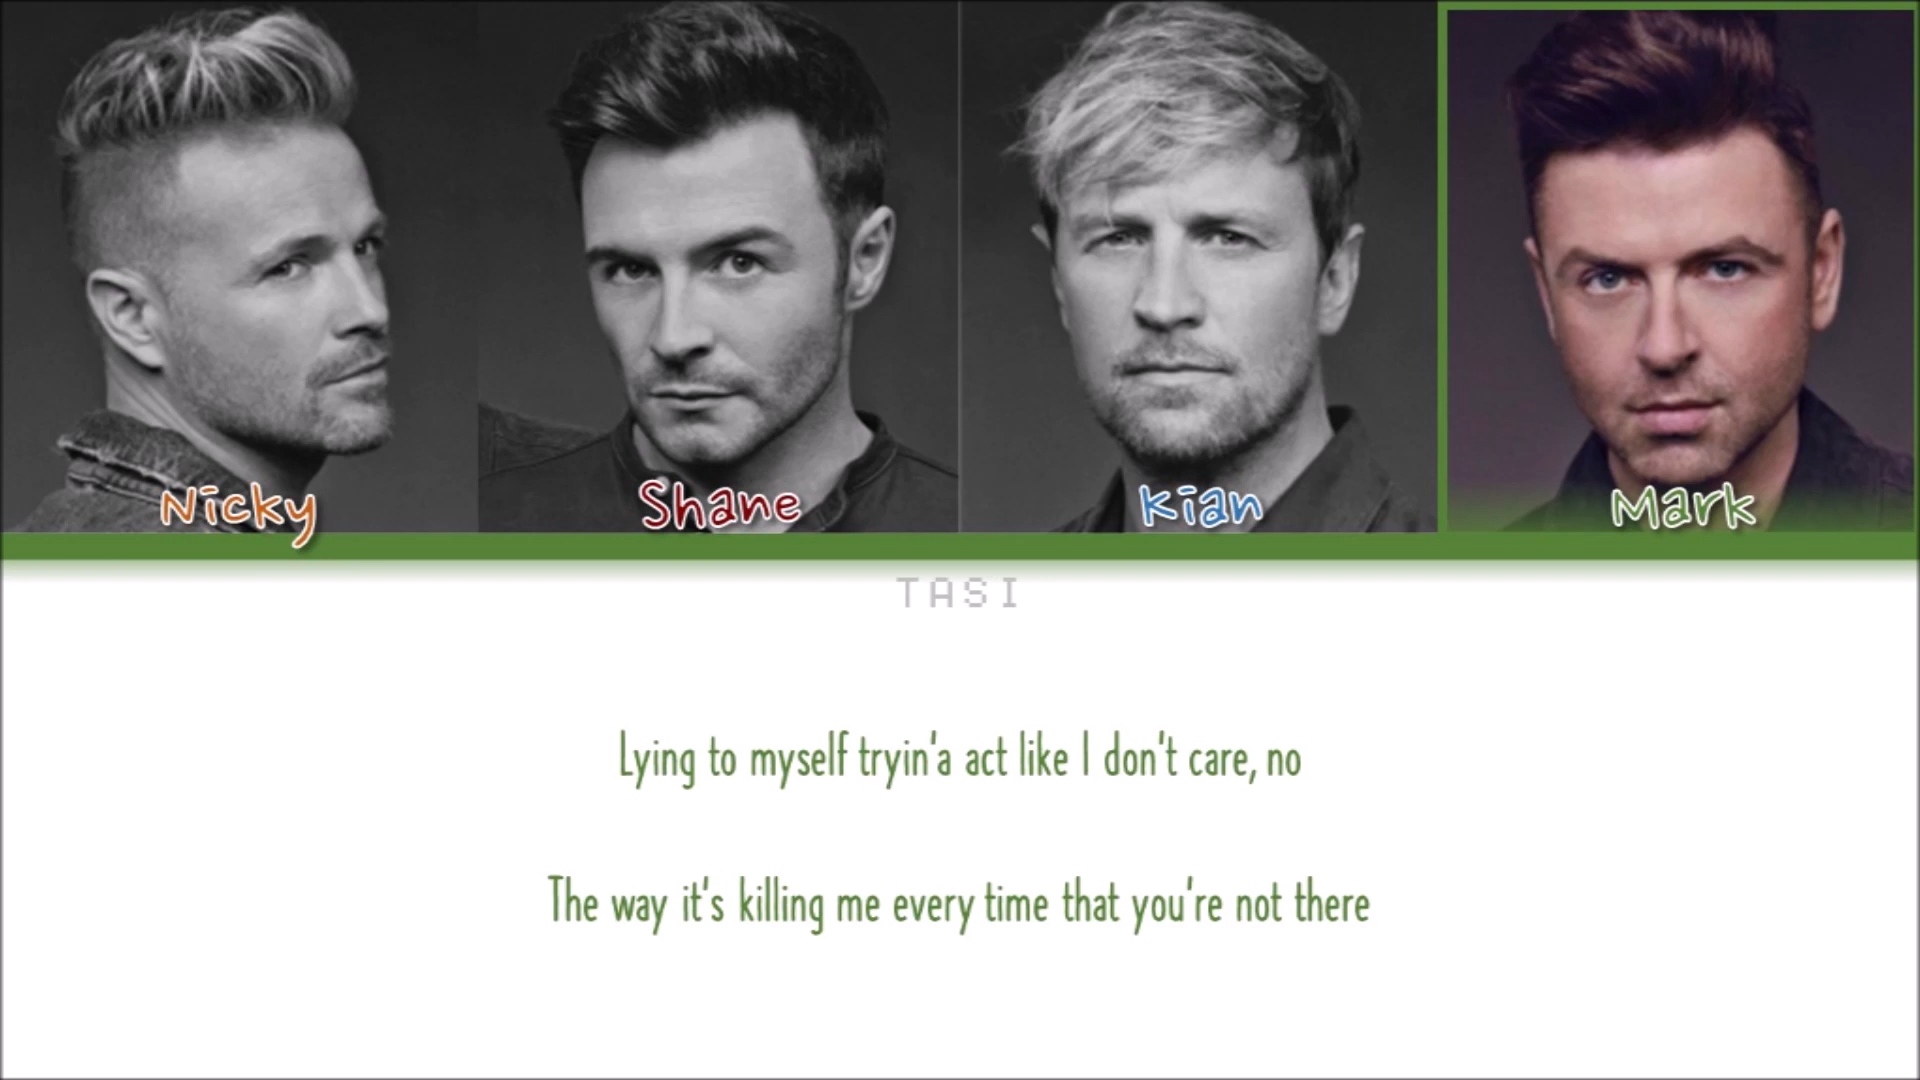 Nicky Shane Kian Mark
TASI
Lying to myself tryin'a act like I don't care, no
The way it's killing me every time that you're not there